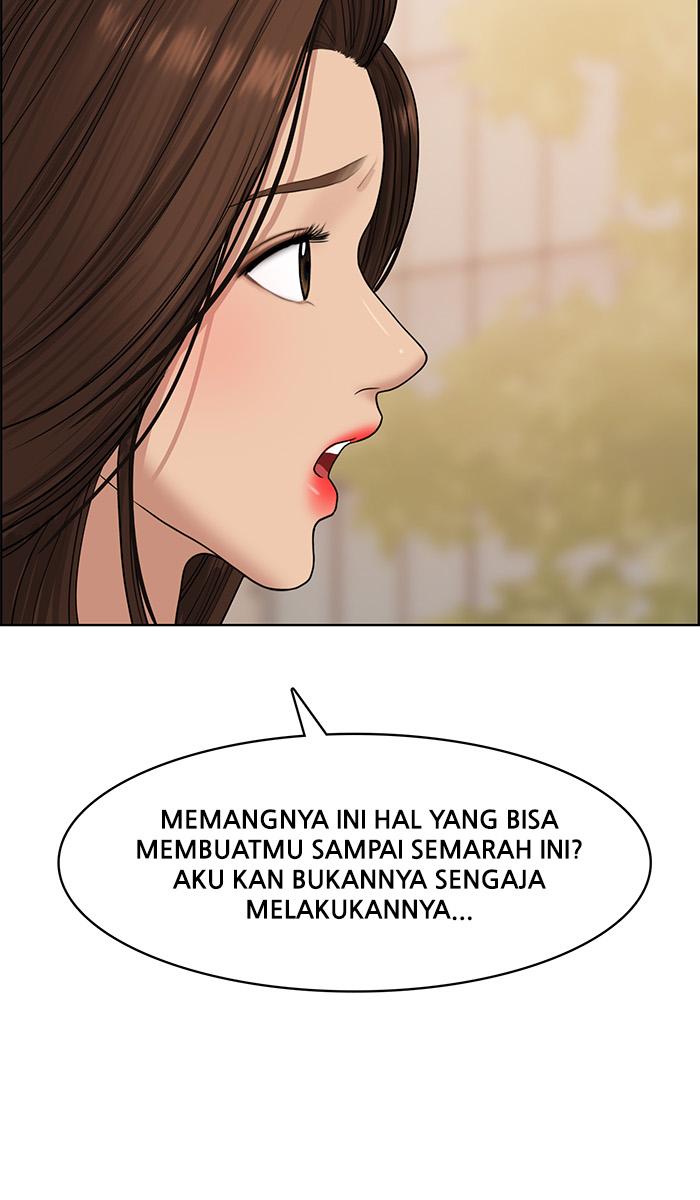 MEMANGNYA INI HAL YANG BISA
MEMBUATMU SAMPAI SEMARAH INI?
AKU KAN BUKANNYA SENGAJA
MELAKUKANNYA...